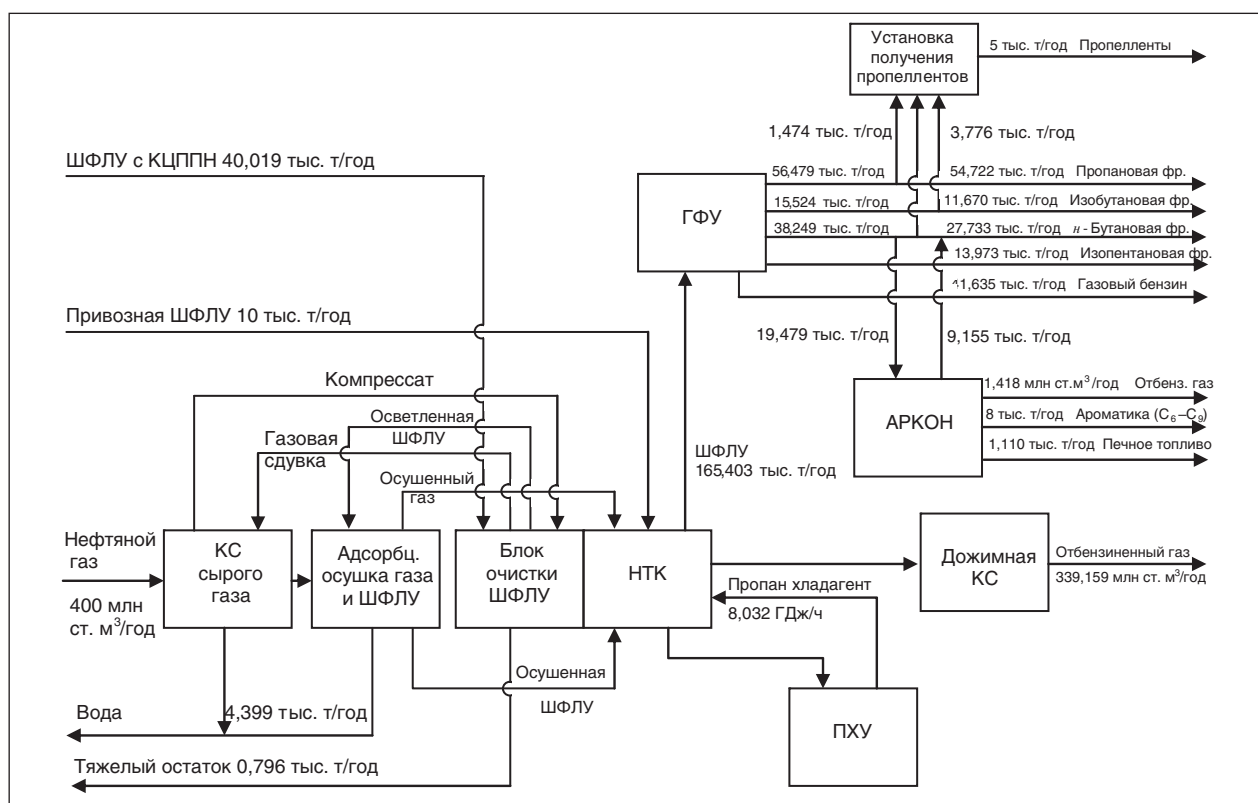 Установка
получения
пропеллентов
5 тыс. т/год Пропелленты
1,474 тыс. т/год
3,776 тыс. т/год
ШФЛУ с КЦППН 40,019 тыс. т/год
ГФУ
56,479 тыс. т/год
54,722 тыс. т/год Пропановая фр.
15,524 тыс. т/год
11,670 тыс. т/год Изобутановая фр.
38,249 тыс. т/год
27,733 тыс. т/год н - Бутановая фр.
13,973 тыс. т/год Изопентановая фр.
41,635 тыс. т/год Газовый бензин
Привозная ШФЛУ 10 тыс. т/год
19,479 тыс. т/год
9,155 тыс. т/год
Компрессат
АРКОН
1,418 млн ст.м³/год Отбенз. газ
8 тыс. т/год Ароматика (C₆–C₉)
1,110 тыс. т/год Печное топливо
Осветленная
ШФЛУ
Газовая
сдувка
Осушенный
газ
ШФЛУ
165,403 тыс. т/год
Нефтяной
газ
400 млн
ст. м³/год
КС
сырого
газа
Адсорбц.
осушка газа
и ШФЛУ
Блок
очистки
ШФЛУ
НТК
Дожимная
КС
Отбензиненный газ
339,159 млн ст. м³/год
Пропан хладагент
8,032 ГДж/ч
Осушенная
ШФЛУ
ПХУ
Вода
4,399 тыс. т/год
Тяжелый остаток 0,796 тыс. т/год